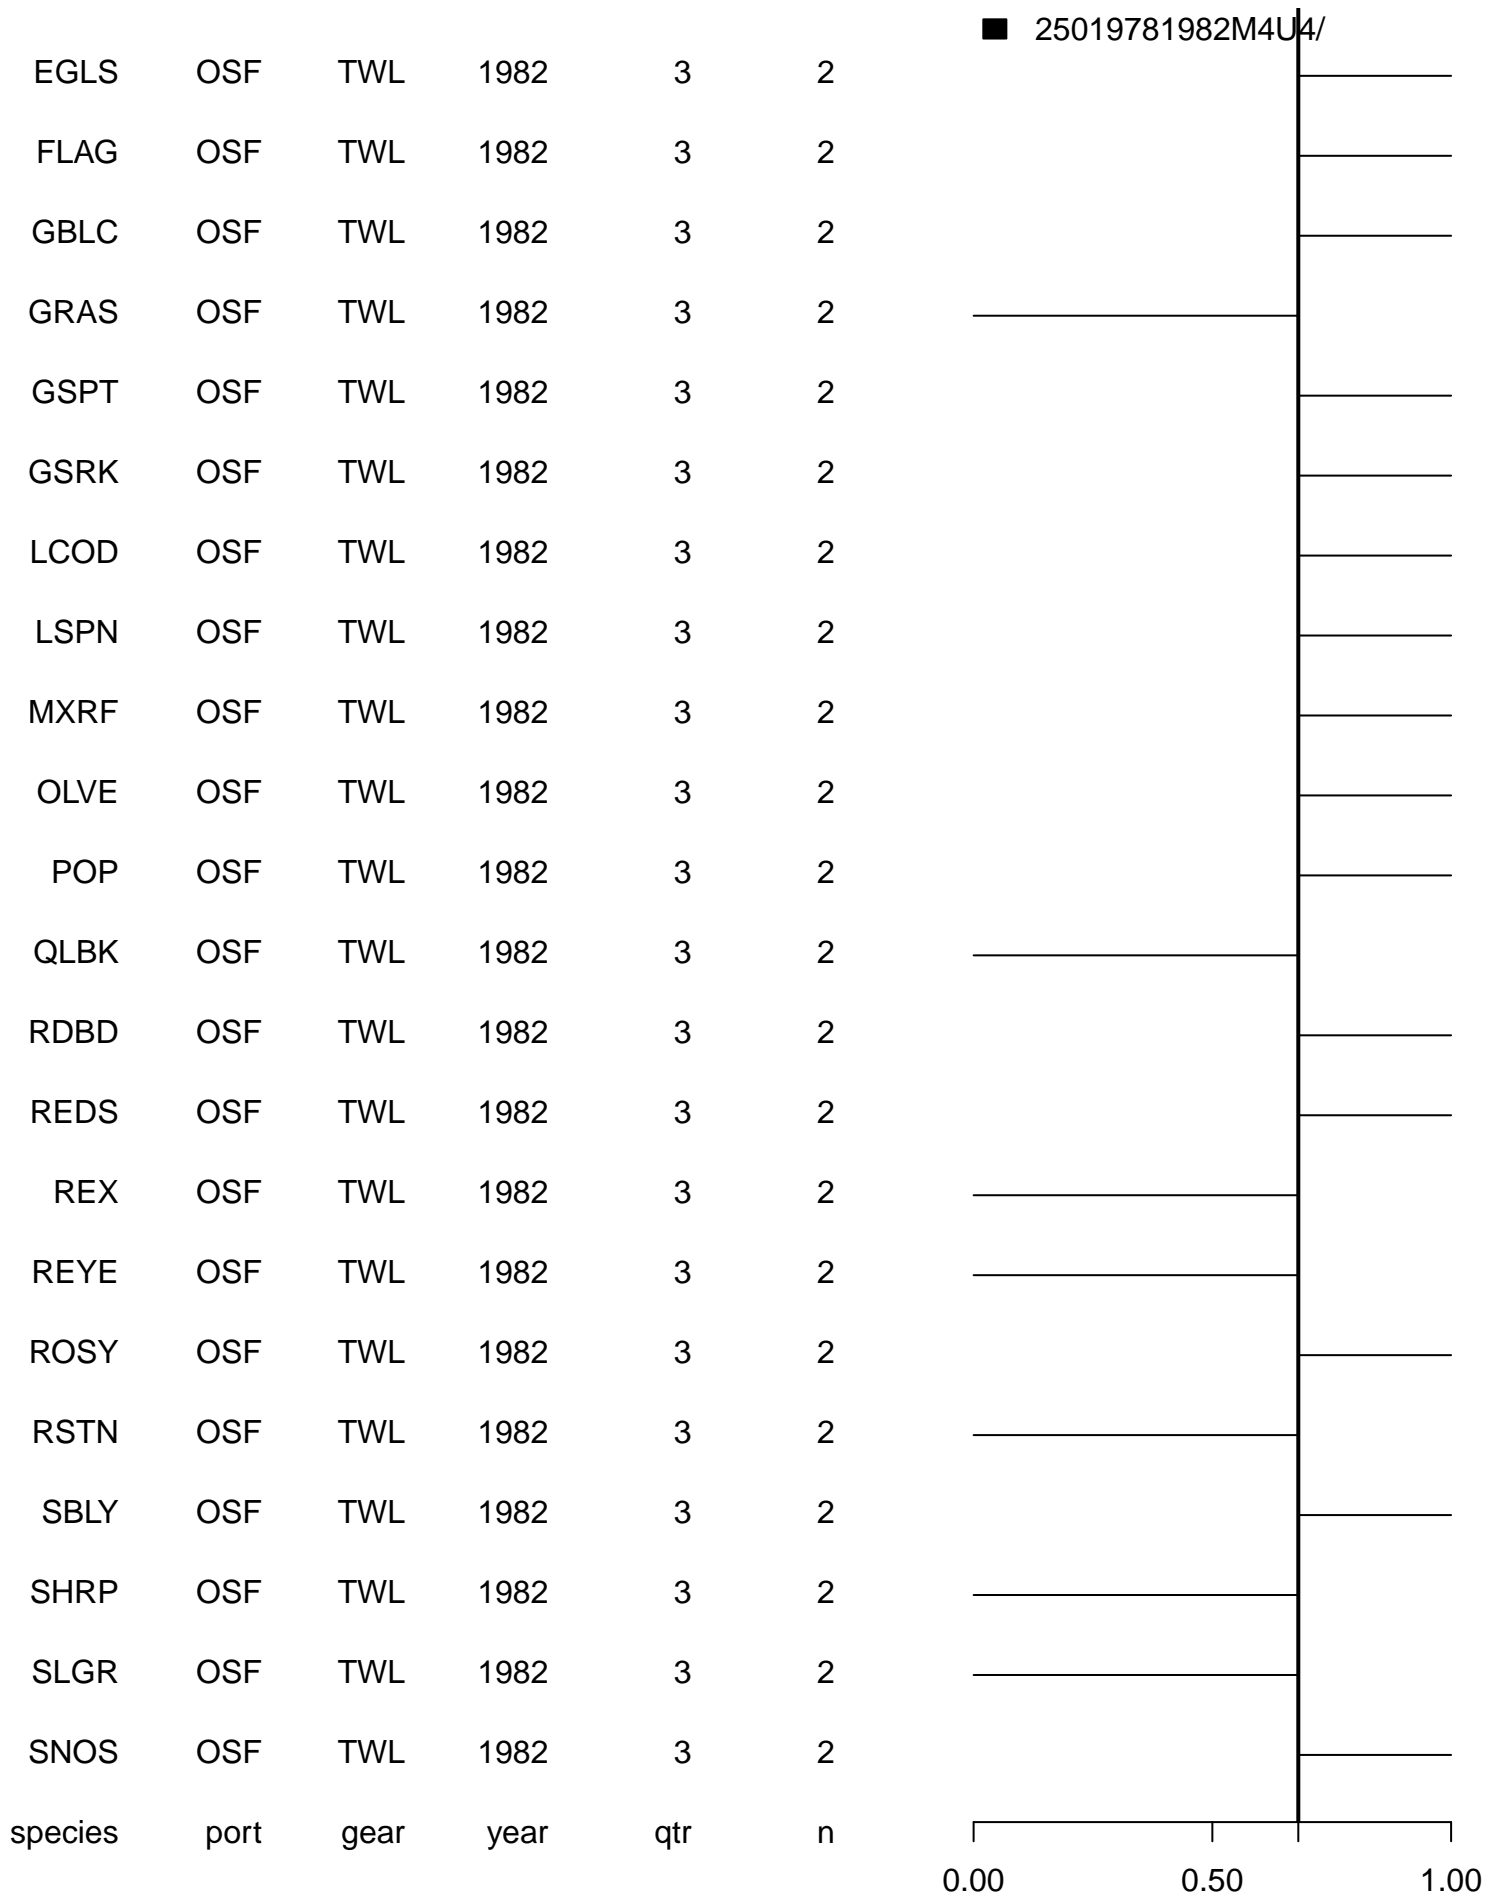 25019781982M4U4/
EGLS OSF TWL 1982 3 2
FLAG OSF TWL 1982 3 2
GBLC OSF TWL 1982 3 2
GRAS OSF TWL 1982 3 2
GSPT OSF TWL 1982 3 2
GSRK OSF TWL 1982 3 2
LCOD OSF TWL 1982 3 2
LSPN OSF TWL 1982 3 2
MXRF OSF TWL 1982 3 2
OLVE OSF TWL 1982 3 2
POP OSF TWL 1982 3 2
QLBK OSF TWL 1982 3 2
RDBD OSF TWL 1982 3 2
REDS OSF TWL 1982 3 2
REX OSF TWL 1982 3 2
REYE OSF TWL 1982 3 2
ROSY OSF TWL 1982 3 2
RSTN OSF TWL 1982 3 2
SBLY OSF TWL 1982 3 2
SHRP OSF TWL 1982 3 2
SLGR OSF TWL 1982 3 2
SNOS OSF TWL 1982 3 2
species port gear year qtr n
0.00 0.50 1.00